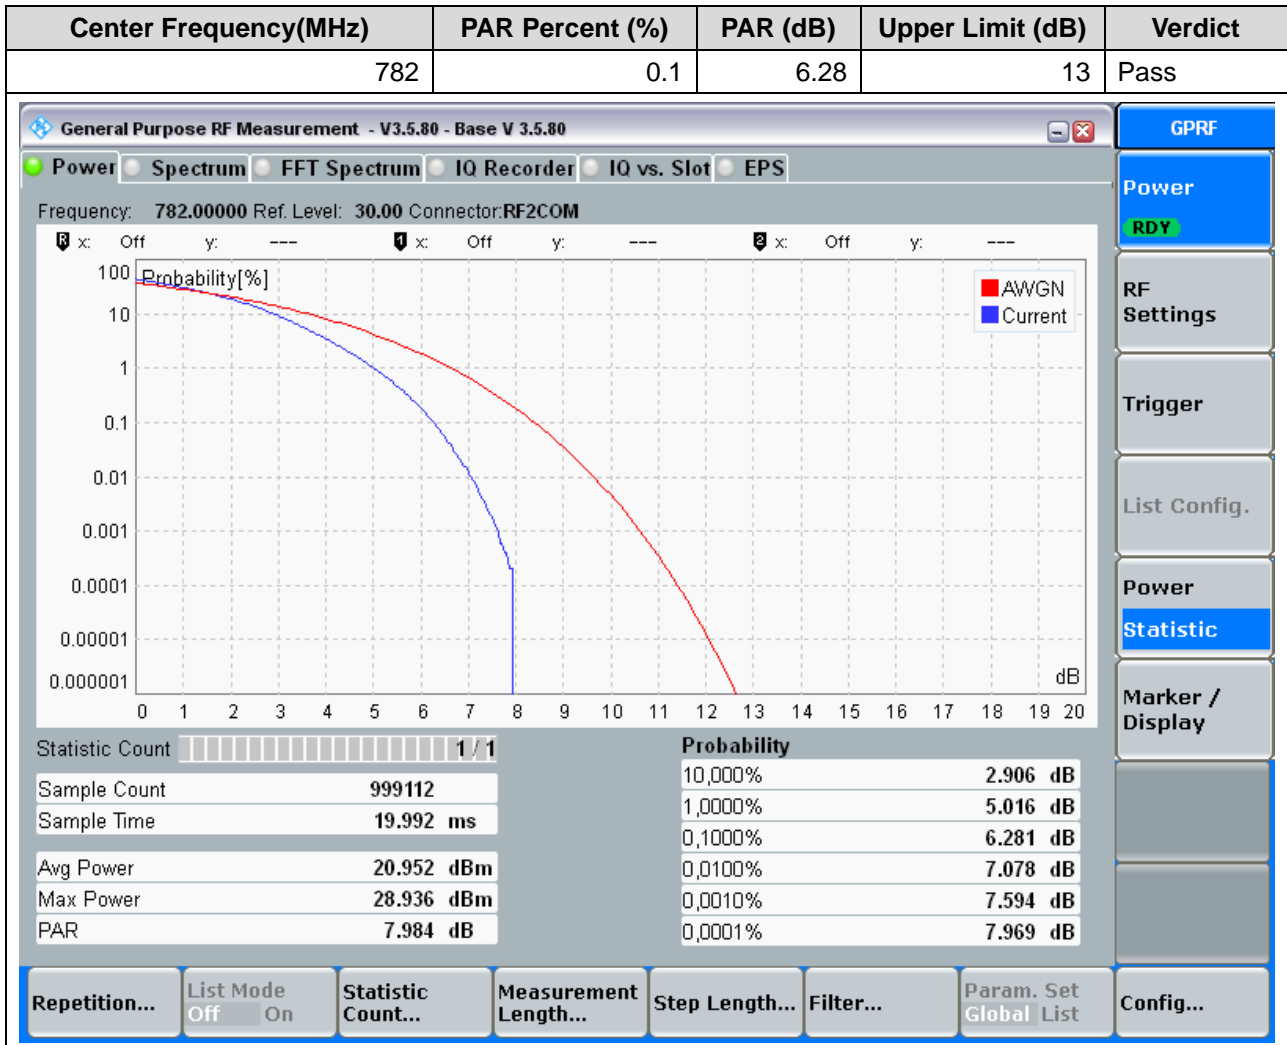 Center Frequency(MHz) PAR Percent (%) PAR (dB) Upper Limit (dB) Verdict
782 0.1 6.28 13 Pass
General Purpose RF Measurement - V3.5.80 - Base V 3.5.80
GPRF
Power Spectrum FFT Spectrum IQ Recorder IQ vs. Slot EPS
Frequency: 782.00000 Ref. Level: 30.00 Connector:RF2COM
R x: Off y: --- 1 x: Off y: --- 2 x: Off y: ---
Probability[%]
AWGN
Current
100
10
1
0.1
0.01
0.001
0.0001
0.00001
0.000001
dB
0 1 2 3 4 5 6 7 8 9 10 11 12 13 14 15 16 17 18 19 20
Statistic Count 1 / 1
Sample Count 999112
Sample Time 19.992 ms
Avg Power 20.952 dBm
Max Power 28.936 dBm
PAR 7.984 dB
Probability
10,000% 2.906 dB
1,0000% 5.016 dB
0,1000% 6.281 dB
0,0100% 7.078 dB
0,0010% 7.594 dB
0,0001% 7.969 dB
Power
RDY
RF
Settings
Trigger
List Config.
Power
Statistic
Marker /
Display
Repetition...
List Mode
Off On
Statistic
Count...
Measurement
Length...
Step Length...
Filter...
Param. Set
Global List
Config...